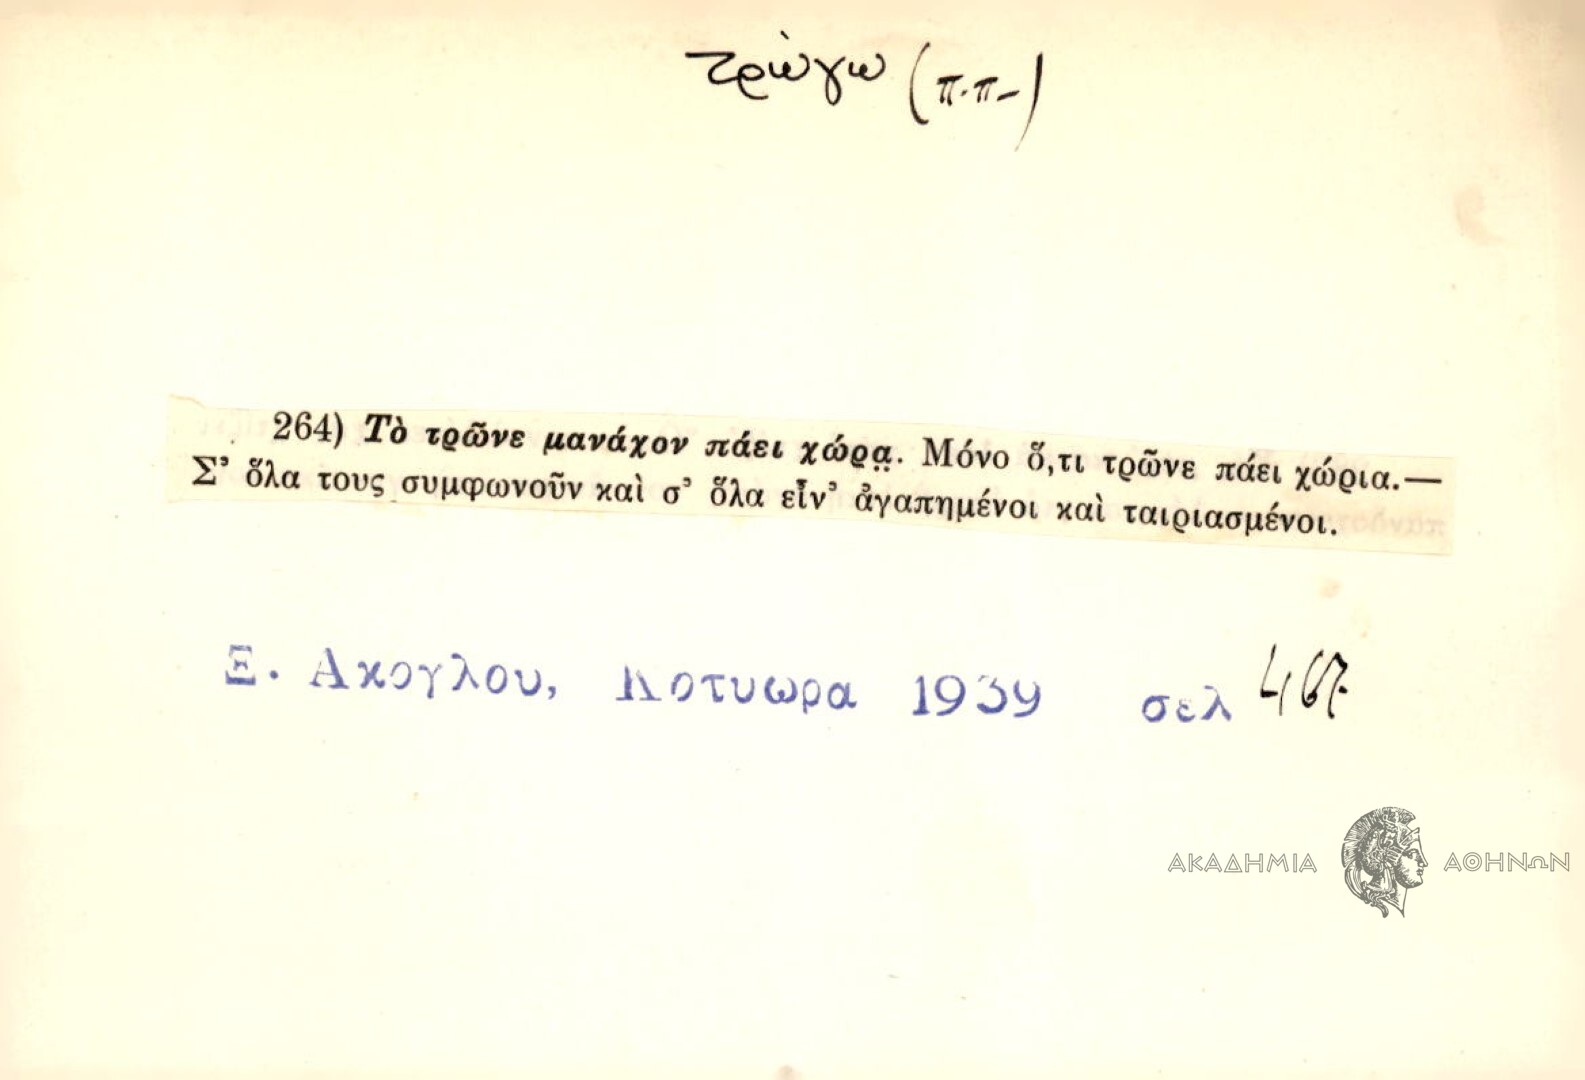 τρώγω (π.π-)
264) Τὸ τρῶνε μανάχον πάει χώρᾳ. Μόνο ὅ,τι τρῶνε πάει χώρια.—
Σ' ὅλα τους συμφωνοῦν καὶ σ' ὅλα εἶν' ἀγαπημένοι καὶ ταιριασμένοι.
Ξ. Ακογλου, Κοτυωρα 1939 σελ 467.
ΑΚΑΔΗΜΙΑ ΑΘΗΝΩΝ